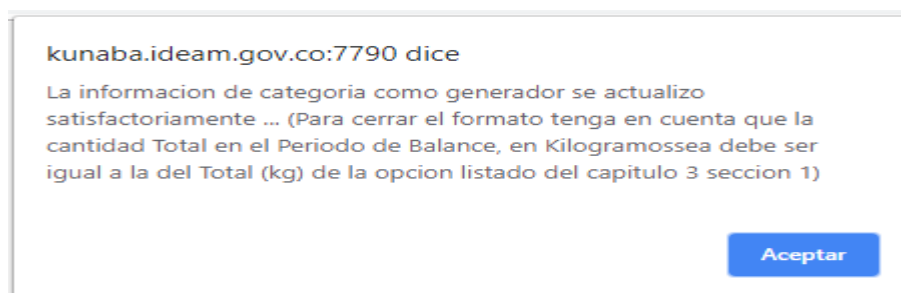 kunaba.ideam.gov.co:7790 dice
La informacion de categoria como generador se actualizo
satisfactoriamente ... (Para cerrar el formato tenga en cuenta que la
cantidad Total en el Periodo de Balance, en Kilogramossea debe ser
igual a la del Total (kg) de la opcion listado del capitulo 3 seccion 1)
Aceptar